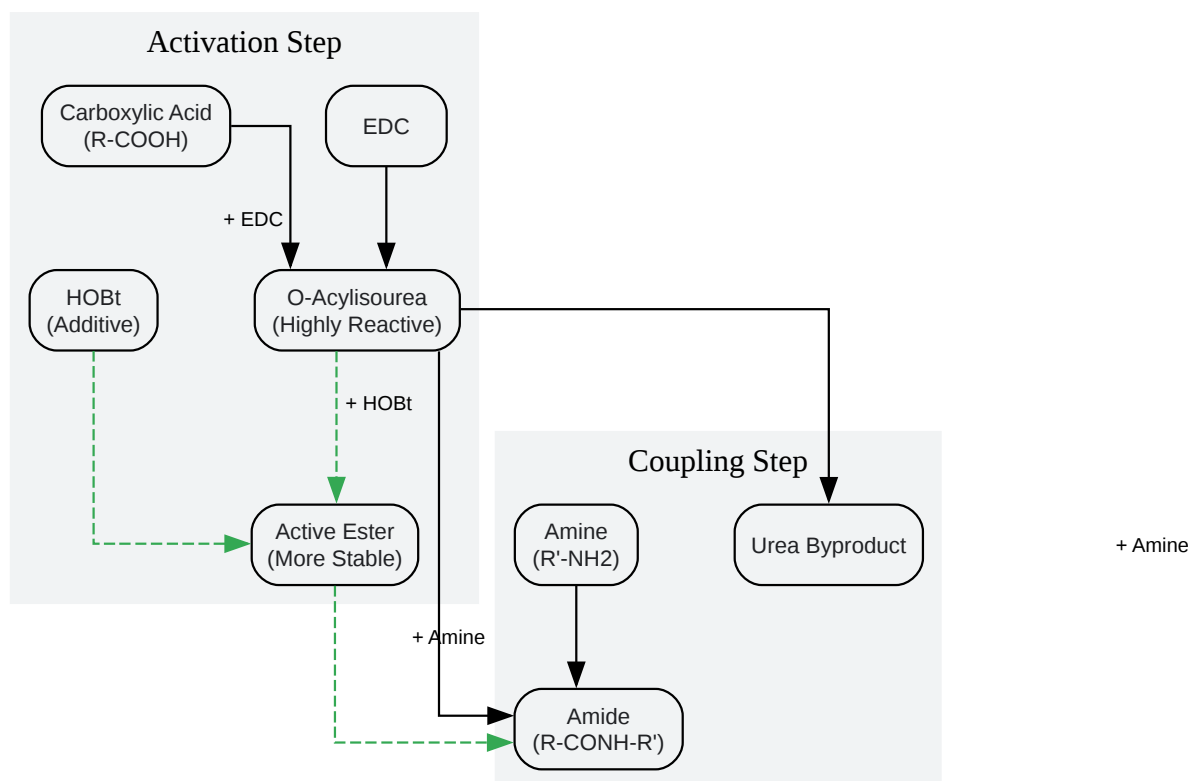 Activation Step
Carboxylic Acid
(R-COOH)
EDC
+ EDC
HOBt
(Additive)
O-Acylisourea
(Highly Reactive)
+ HOBt
Coupling Step
Active Ester
(More Stable)
Amine
(R'-NH2)
Urea Byproduct
+ Amine
+ Amine
Amide
(R-CONH-R')